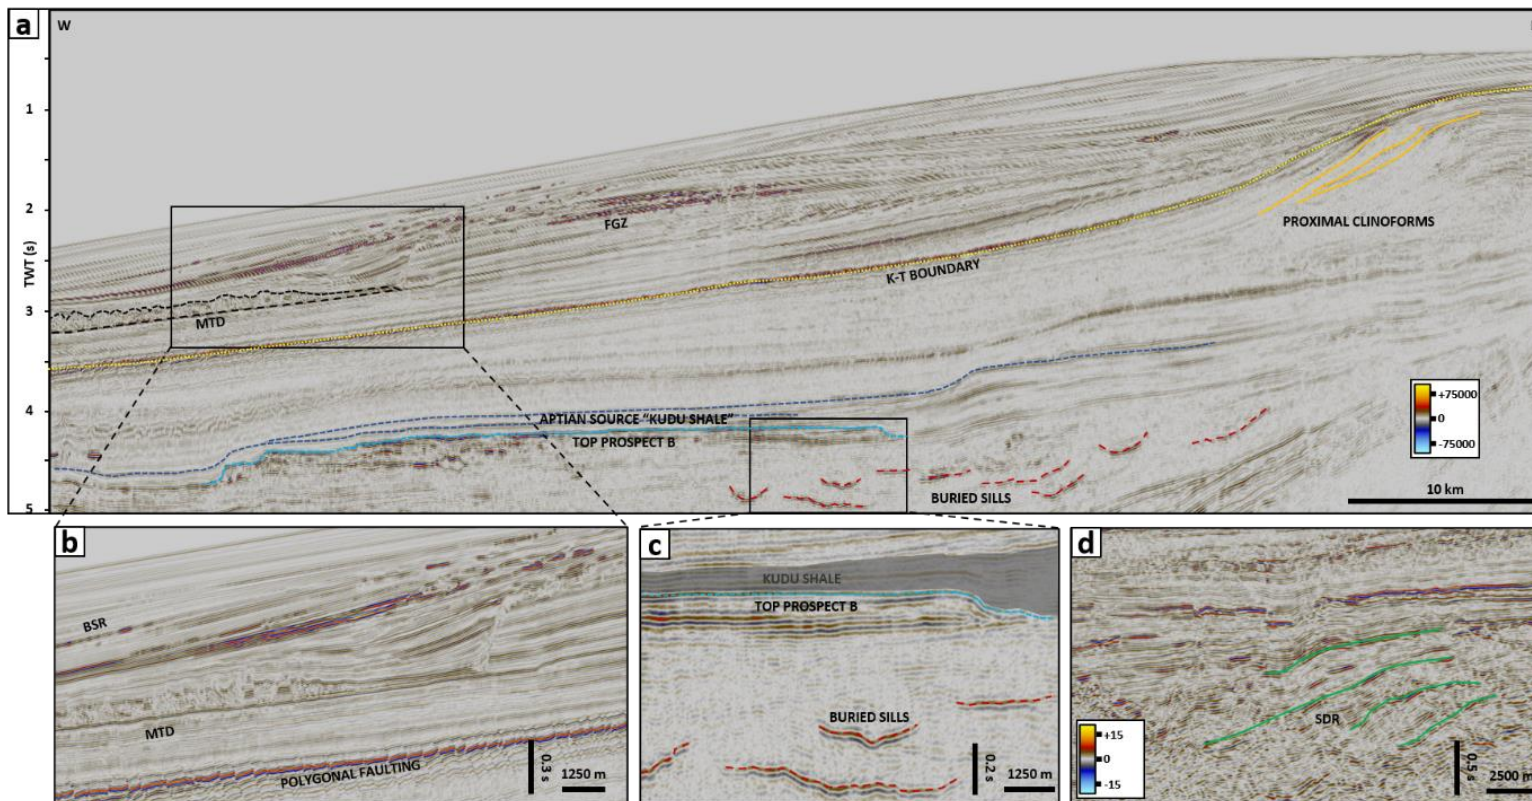 a
W
1
2
TWT (s)
3
4
5
FGZ
PROXIMAL CLINOFORMS
K-T BOUNDARY
MTD
APTIAN SOURCE "KUDU SHALE"
TOP PROSPECT B
BURIED SILLS
+75000
0
-75000
10 km
b
BSR
MTD
POLYGONAL FAULTING
0.3 s
1250 m
c
KUDU SHALE
TOP PROSPECT B
BURIED SILLS
0.2 s
1250 m
d
SDR
+15
0
-15
0.5 s
2500 m